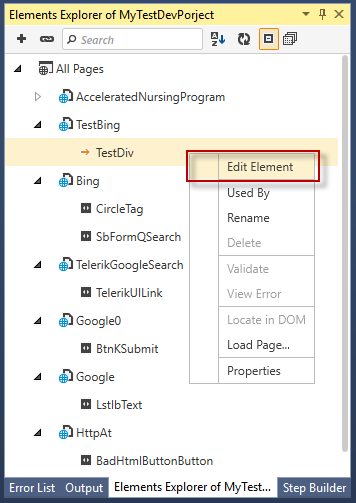 Elements Explorer of MyTestDevPorject
Search
All Pages
AcceleratedNursingProgram
TestBing
TestDiv
Edit Element
Bing
Used By
CircleTag
Rename
SbFormQSearch
Delete
TelerikGoogleSearch
Validate
TelerikUILink
View Error
Google0
Locate in DOM
BtnKSubmit
Load Page...
Google
Properties
LstIbText
HttpAt
BadHtmlButtonButton
Error List Output Elements Explorer of MyTest... Step Builder